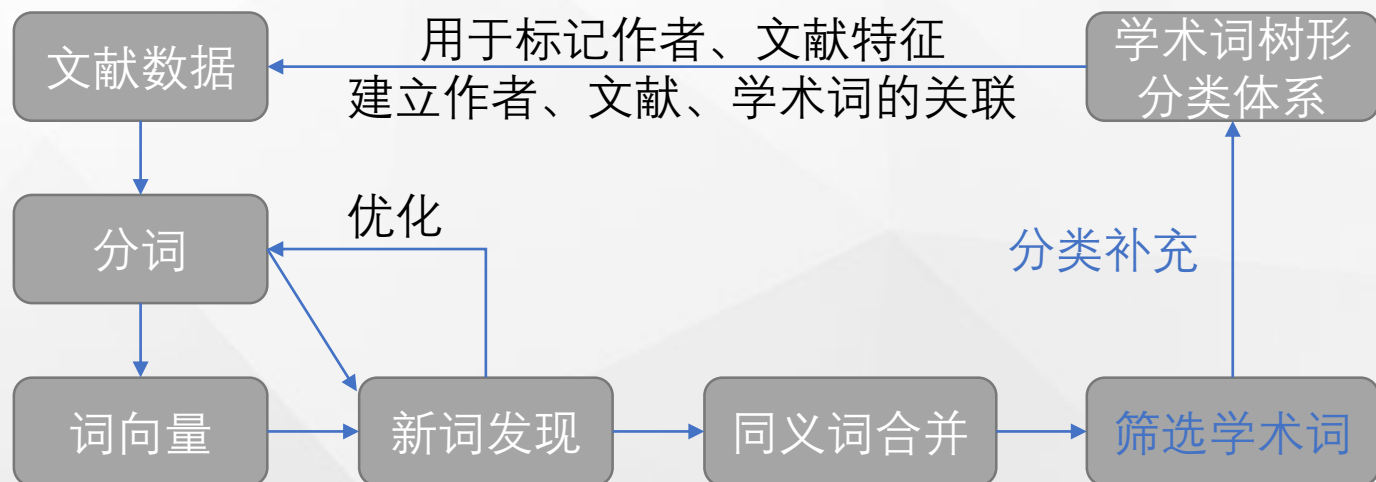 文献数据
用于标记作者、文献特征
建立作者、文献、学术词的关联
学术词树形
分类体系
分词
优化
分类补充
词向量
新词发现
同义词合并
筛选学术词